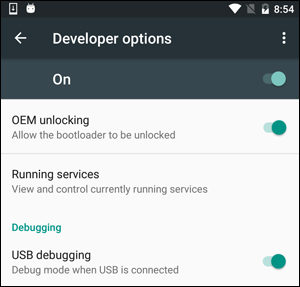 8:54
Developer options
On
OEM unlocking
Allow the bootloader to be unlocked
Running services
View and control currently running services
Debugging
USB debugging
Debug mode when USB is connected